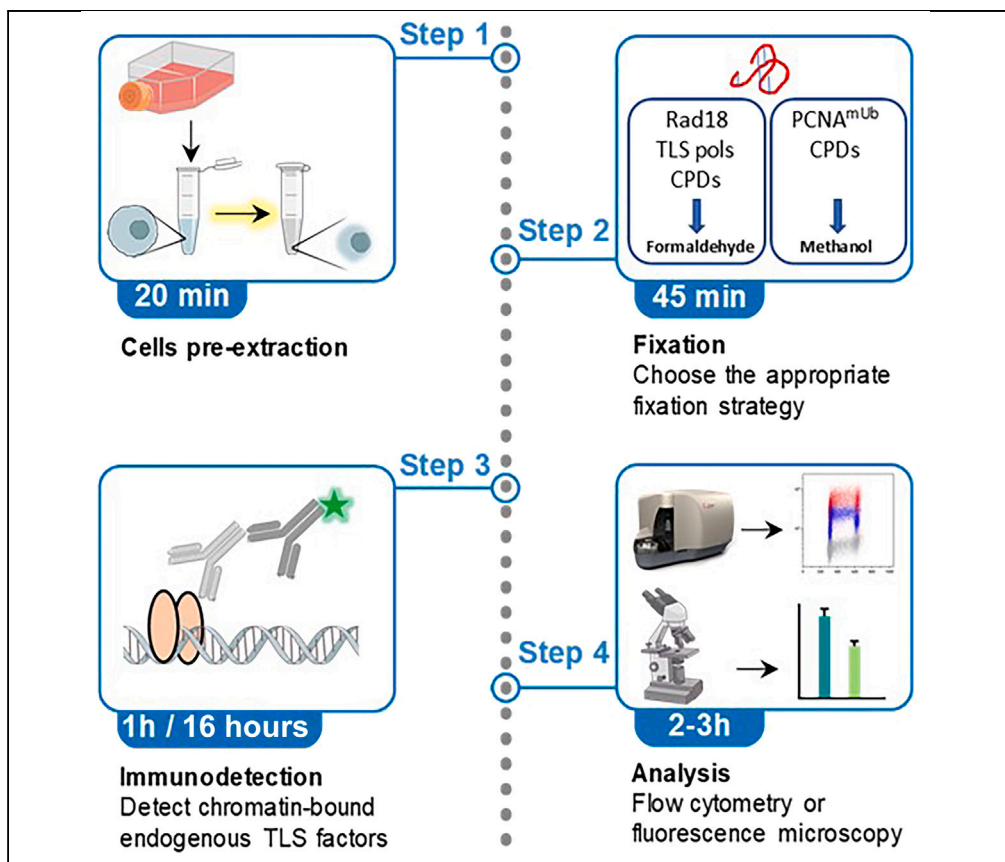 Step 1
20 min
Cells pre-extraction
Step 2
Rad18
TLS pols
CPDs
Formaldehyde
PCNAmUb
CPDs
Methanol
45 min
Fixation
Choose the appropriate
fixation strategy
Step 3
1h / 16 hours
Immunodetection
Detect chromatin-bound
endogenous TLS factors
Step 4
2-3h
Analysis
Flow cytometry or
fluorescence microscopy